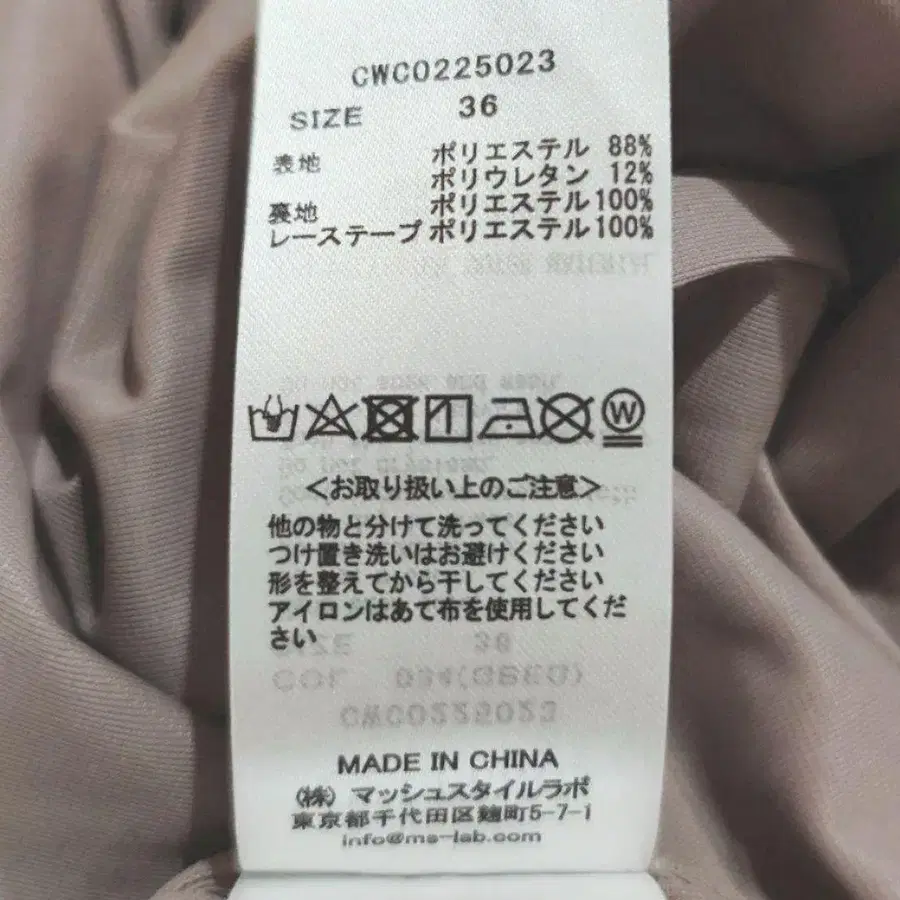 CWCO225023
SIZE 36
表地 ポリエステル 88%
ポリウレタン 12%
裏地 ポリエステル 100%
レーステープ ポリエステル 100%
W
<お取り扱い上のご注意>
他の物と分けて洗ってください
つけ置き洗いはお避けください
形を整えてから干してください
アイロンはあて布を使用してくだ
さい
MADE IN CHINA
(株) マッシュスタイルラボ
東京都千代田区麹町5-7-1
info@ms-lab.com